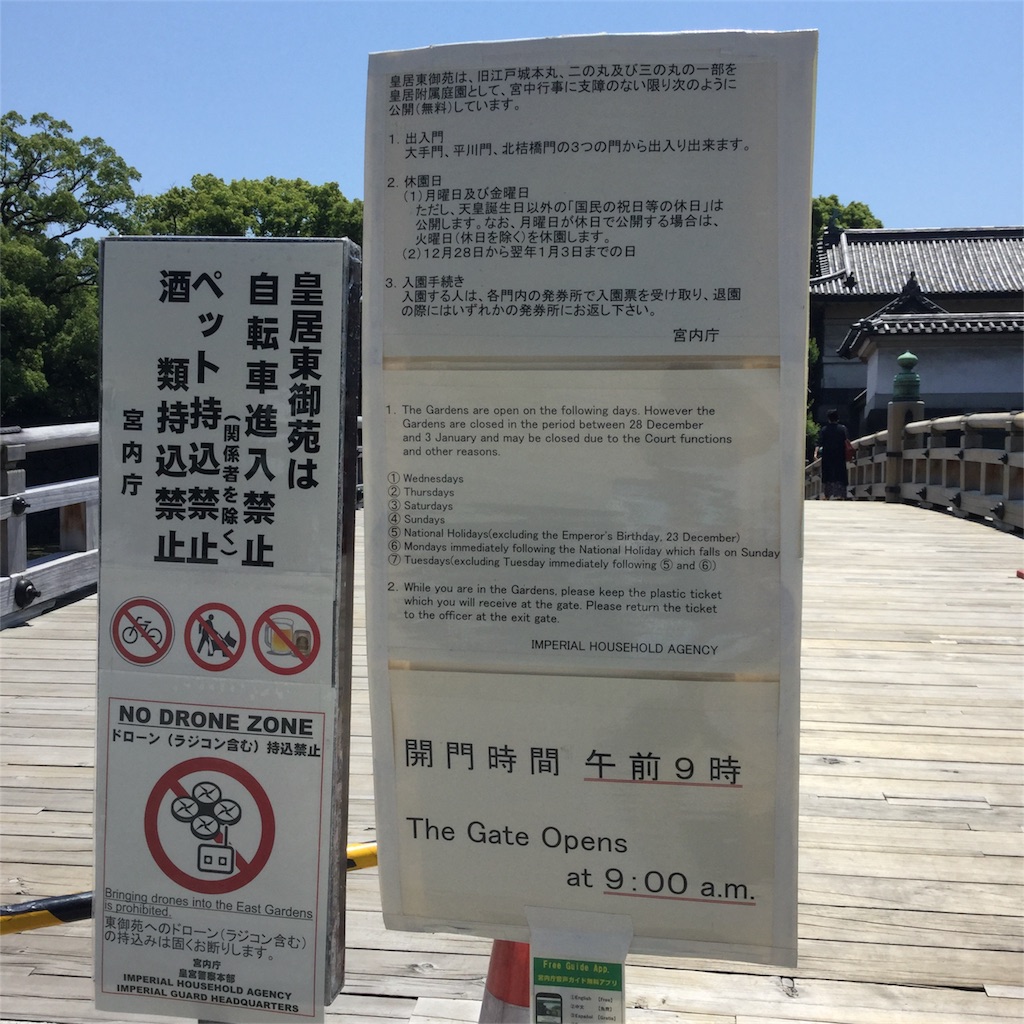 皇居東御苑は
自転車進入禁止
(関係者を除く)
ペット持込禁止
酒類持込禁止
宮内庁
NO DRONE ZONE
ドローン（ラジコン含む）持込禁止
Bringing drones into the East Gardens
is prohibited.
東御苑へのドローン（ラジコン含む）
の持込みは固くお断りします。
宮内庁
皇宮警察本部
IMPERIAL HOUSEHOLD AGENCY
IMPERIAL GUARD HEADQUARTERS
皇居東御苑は、旧江戸城本丸、二の丸及び三の丸の一部を
皇居附属庭園として、宮中行事に支障のない限り次のように
公開（無料）しています。
1. 出入門
大手門、平川門、北桔橋門の3つの門から出入り出来ます。
2. 休園日
(1)月曜日及び金曜日
ただし、天皇誕生日以外の「国民の祝日等の休日」は
公開します。なお、月曜日が休日で公開する場合は、
火曜日（休日を除く）を休園します。
(2)12月28日から翌年1月3日までの日
3. 入園手続き
入園する人は、各門内の発券所で入園票を受け取り、退園
の際にはいずれかの発券所にお返し下さい。
宮内庁
1. The Gardens are open on the following days. However the
Gardens are closed in the period between 28 December
and 3 January and may be closed due to the Court functions
and other reasons.
① Wednesdays
② Thursdays
③ Saturdays
④ Sundays
⑤ National Holidays(excluding the Emperor's Birthday, 23 December)
⑥ Mondays immediately following the National Holiday which falls on Sunday
⑦ Tuesdays(excluding Tuesday immediately following ⑤ and ⑥)
2. While you are in the Gardens, please keep the plastic ticket
which you will receive at the gate. Please return the ticket
to the officer at the exit gate.
IMPERIAL HOUSEHOLD AGENCY
開門時間 午前9時
The Gate Opens
at 9:00 a.m.
Free Guide App.
宮内庁音声ガイド無料アプリ
①English
②中文
③Español